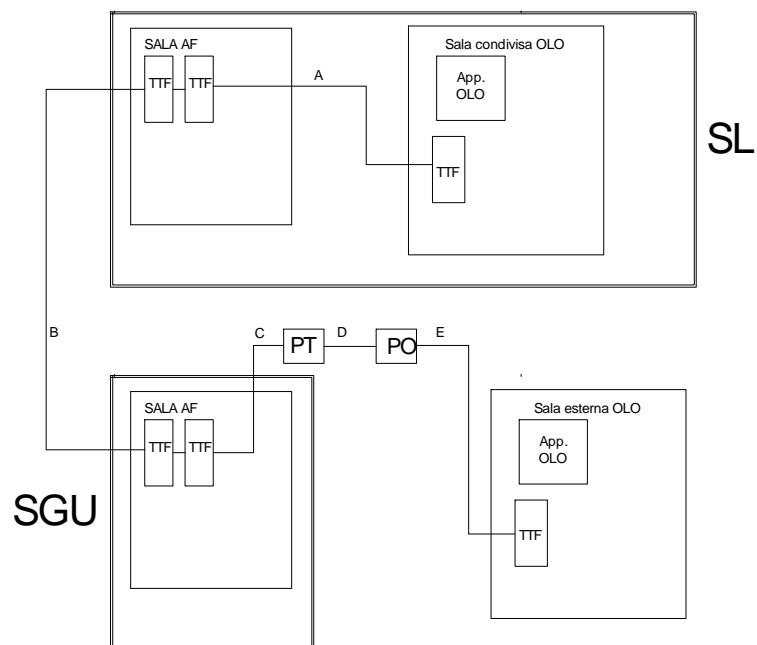 SALA AF
TTF
TTF
A
Sala condivisa OLO
App.
OLO
TTF
SL
B
C
PT
D
PO
E
SALA AF
TTF
TTF
SGU
Sala esterna OLO
App.
OLO
TTF